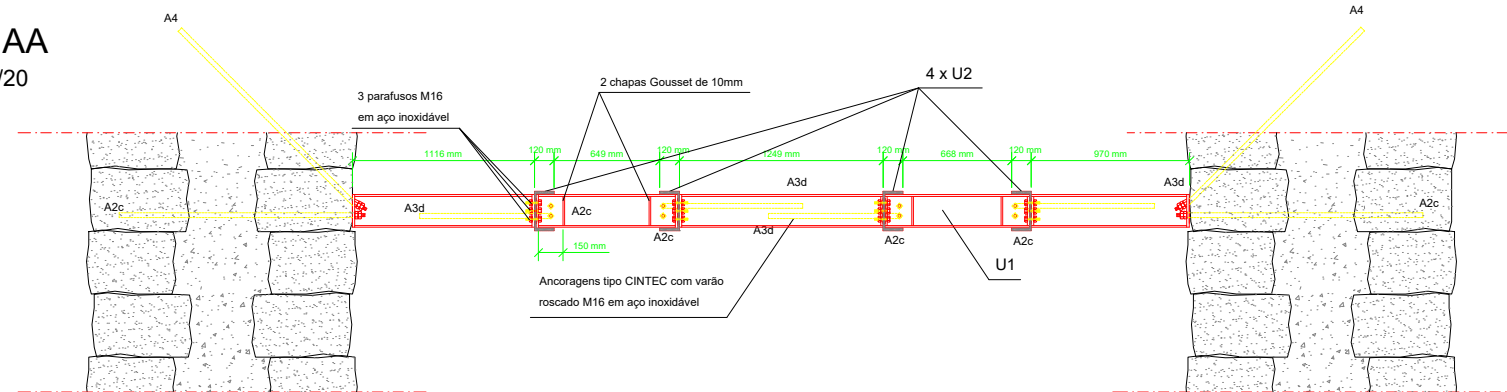 A4
A4
AA
/20
4 x U2
2 chapas Gousset de 10mm
3 parafusos M16
em aço inoxidável
1116 mm
120 mm
649 mm
120 mm
1249 mm
120 mm
668 mm
120 mm
970 mm
A3d
A3d
A2c
A3d
A2c
A2c
A3d
A2c
A2c
A2c
150 mm
U1
Ancoragens tipo CINTEC com varão
roscado M16 em aço inoxidável